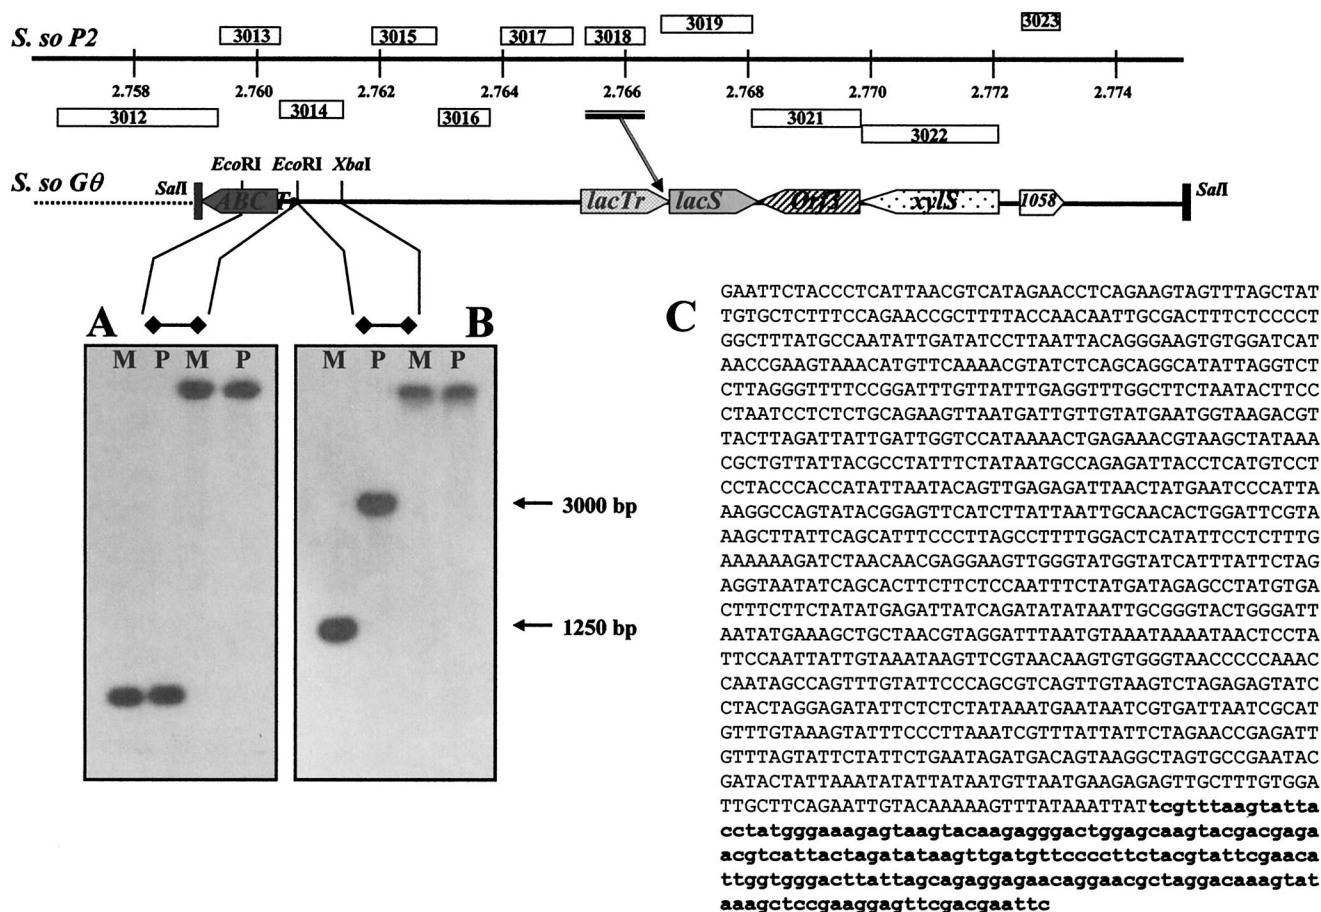 3013 3015 3017 3018 3019 3023
S. so P2
2.758 2.760 2.762 2.764 2.766 2.768 2.770 2.772 2.774
3012 3014 3016 3021 3022
EcoRI EcoRI XbaI
S. so Gθ SalI ABC lacTr lacS Orf3 xylS 1058 SalI
A B C
M P M P M P M P
3000 bp
1250 bp
GAATTCTACCCTCATTAACGTCATAGAACCTCAGAAGTAGTTTAGCTAT
TGTGCTCTTTCCAGAACCGCTTTTACCAACAATTGCGACTTTCTCCCCT
GGCTTTATGCCAATATTGATATCCTTAATTACAGGGAAGTGTGGATCAT
AACCGAAGTAAACATGTTCAAAACGTATCTCAGCAGGCATATTAGGTCT
CTTAGGGTTTTCCGGATTTGTTATTTGAGGTTTGGCTTCTAATACTTCC
CTAATCCTCTCTGCAGAAGTTAATGATTGTTGTATGAATGGTAAGACGT
TACTTAGATTATTGATTGGTCCATAAAACTGAGAAACGTAAGCTATAAA
CGCTGTTATTACGCCTATTTCTATAATGCCAGAGATTACCTCATGTCCT
CCTACCCACCATATTAATACAGTTGAGAGATTAACTATGAATCCCATTA
AAGGCCAGTATACGGAGTTCATCTTATTAATTGCAACACTGGATTCGTA
AAGCTTATTCAGCATTTCCCTTAGCCTTTTGGACTCATATTCCTCTTTG
AAAAAAGATCTAACAACGAGGAAGTTGGGTATGGTATCATTTATTCTAG
AGGTAATATCAGCACTTCTTCTCCAATTTCTATGATAGAGCCTATGTGA
CTTTCTTCTATATGAGATTATCAGATATATAATTGCGGGTACTGGGATT
AATATGAAAGCTGCTAACGTAGGATTTAATGTAAATAAAATAACTCCTA
TTCCAATTATTGTAAATAAGTTCGTAACAAGTGTGGGTAACCCCCAAAC
CAATAGCCAGTTTGTATTCCCAGCGTCAGTTGTAAGTCTAGAGAGTATC
CTACTAGGAGATATTCTCTCTATAAATGAATAATCGTGATTAATCGCAT
GTTTGTAAAGTATTTCCCTTAAATCGTTTATTATTCTAGAACCGAGATT
GTTTAGTATTCTATTCTGAATAGATGACAGTAAGGCTAGTGCCGAATAC
GATACTATTAAATATATTATAATGTTAATGAAGAGAGTTGCTTTGTGGA
TTGCTTCAGAATTGTACAAAAAGTTTATAAATTATtcgtttaagtatta
cctatgggaaagagtaagtacaagagggactggagcaagtacgacgaga
acgtcattactagatataagttgatgttccccttctacgtattcgaaca
ttggtgggacttattagcagaggagaacaggaacgctaggacaaagtat
aaagctccgaaggagttcgacgaattc